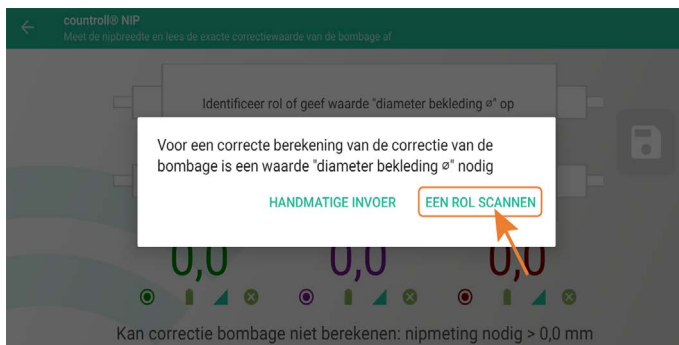 countroll® NIP
Meet de nipbreedte en lees de exacte correctiewaarde van de bombage af
Identificeer rol of geef waarde "diameter bekleding ø" op
Voor een correcte berekening van de correctie van de
bombage is een waarde "diameter bekleding ø" nodig
HANDMATIGE INVOER EEN ROL SCANNEN
0,0 0,0 0,0
Kan correctie bombage niet berekenen: nipmeting nodig > 0,0 mm